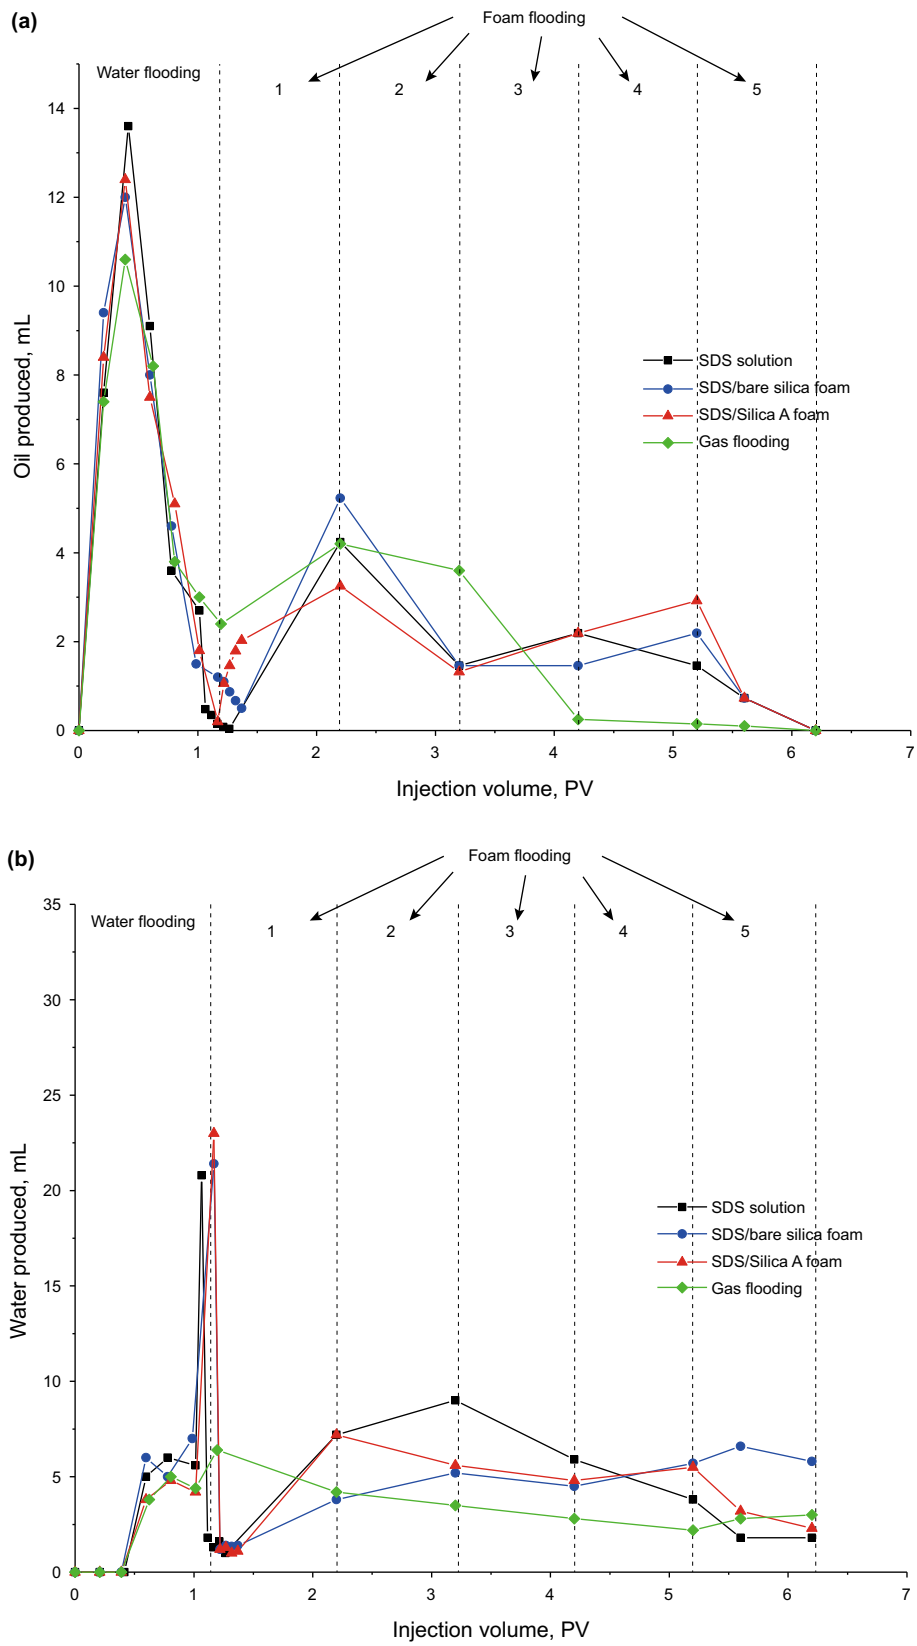 (a)
Foam flooding
Water flooding
1
2
3
4
5
14
12
10
8
6
4
2
0
Oil produced, mL
SDS solution
SDS/bare silica foam
SDS/Silica A foam
Gas flooding
0 1 2 3 4 5 6 7
Injection volume, PV
(b)
Foam flooding
Water flooding
1
2
3
4
5
35
30
25
20
15
10
5
0
Water produced, mL
SDS solution
SDS/bare silica foam
SDS/Silica A foam
Gas flooding
0 1 2 3 4 5 6 7
Injection volume, PV